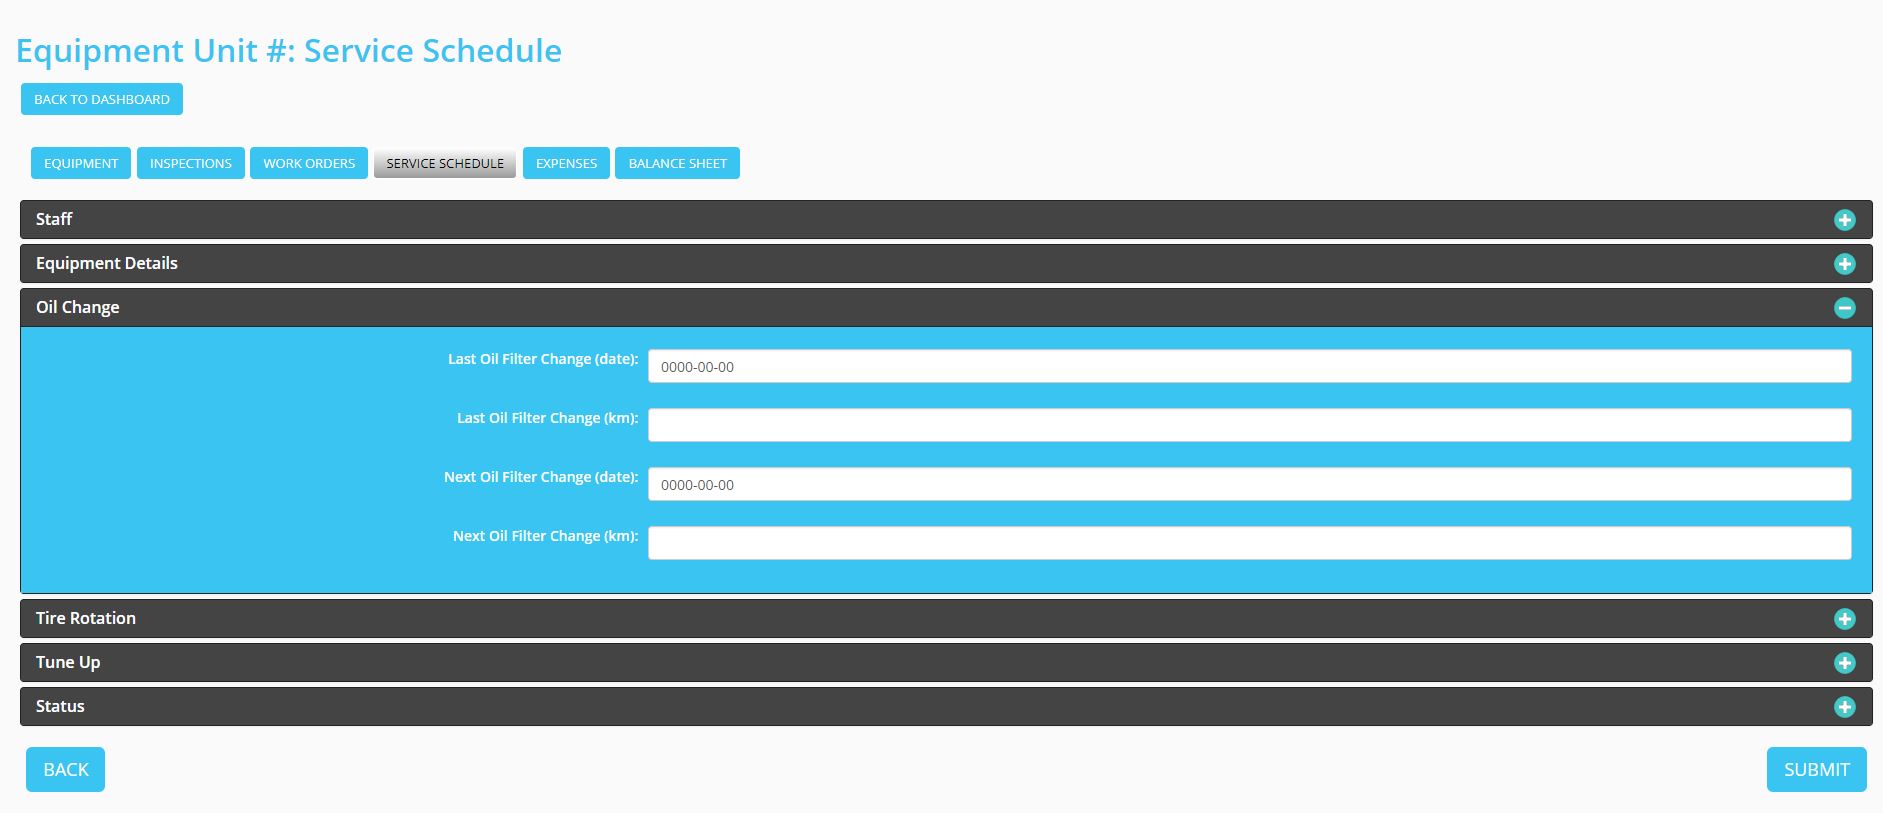 Equipment Unit #: Service Schedule
BACK TO DASHBOARD
EQUIPMENT INSPECTIONS WORK ORDERS SERVICE SCHEDULE EXPENSES BALANCE SHEET
Staff
Equipment Details
Oil Change
Last Oil Filter Change (date): 0000-00-00
Last Oil Filter Change (km):
Next Oil Filter Change (date): 0000-00-00
Next Oil Filter Change (km):
Tire Rotation
Tune Up
Status
BACK SUBMIT